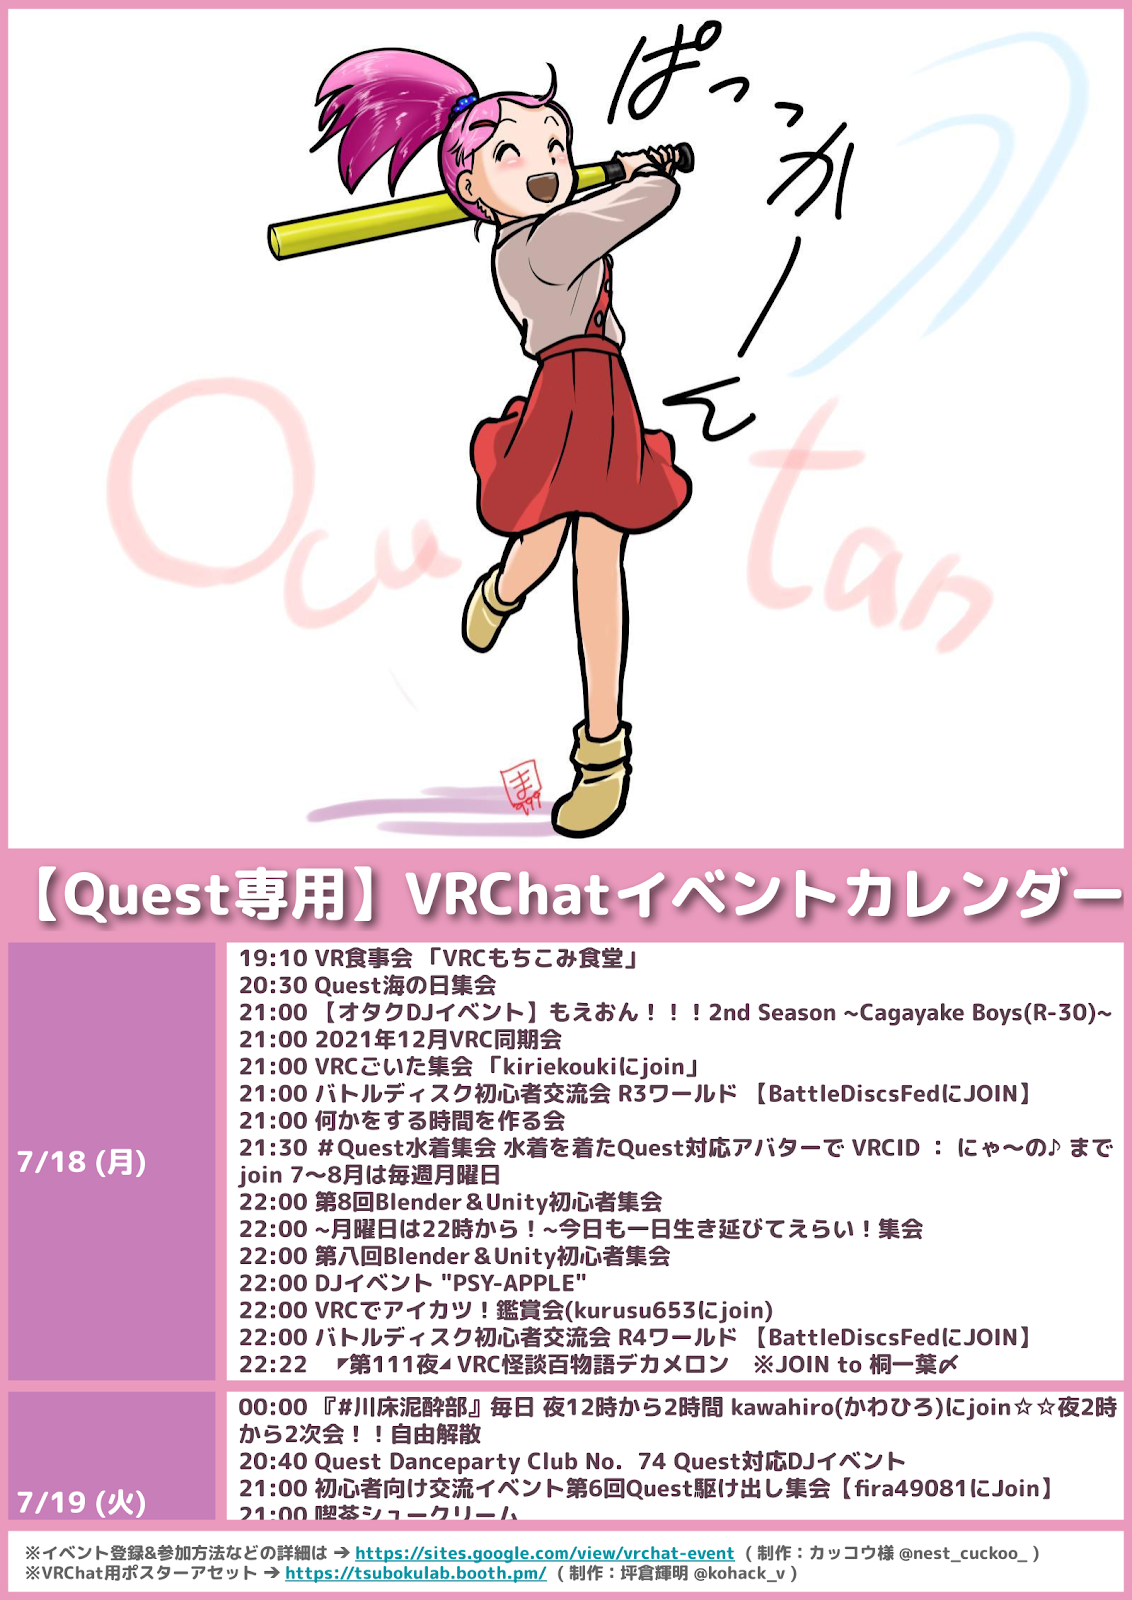 ぱっっかーん
Ocu tan
ま
999
【Quest専用】VRChatイベントカレンダー
7/18 (月)
19:10 VR食事会 「VRCもちこみ食堂」
20:30 Quest海の日集会
21:00 【オタクDJイベント】もえおん！！！2nd Season ~Cagayake Boys(R-30)~
21:00 2021年12月VRC同期会
21:00 VRCごいた集会 「kiriekoukiにjoin」
21:00 バトルディスク初心者交流会 R3ワールド 【BattleDiscsFedにJOIN】
21:00 何かをする時間を作る会
21:30 ＃Quest水着集会 水着を着たQuest対応アバターで VRCID ： にゃ～の♪ まで
join 7～8月は毎週月曜日
22:00 第8回Blender＆Unity初心者集会
22:00 ~月曜日は22時から！~今日も一日生き延びてえらい！集会
22:00 第八回Blender＆Unity初心者集会
22:00 DJイベント "PSY-APPLE"
22:00 VRCでアイカツ！鑑賞会(kurusu653にjoin)
22:00 バトルディスク初心者交流会 R4ワールド 【BattleDiscsFedにJOIN】
22:22 ◤第111夜◢ VRC怪談百物語デカメロン　※JOIN to 桐一葉〆
7/19 (火)
00:00 『#川床泥酔部』毎日 夜12時から2時間 kawahiro(かわひろ)にjoin☆☆夜2時
から2次会！！自由解散
20:40 Quest Danceparty Club No．74 Quest対応DJイベント
21:00 初心者向け交流イベント第6回Quest駆け出し集会【fira49081にJoin】
21:00 喫茶シュークリーム
※イベント登録&参加方法などの詳細は ➔ https://sites.google.com/view/vrchat-event ( 制作：カッコウ様 @nest_cuckoo_ )
※VRChat用ポスターアセット ➔ https://tsubokulab.booth.pm/ ( 制作：坪倉輝明 @kohack_v )